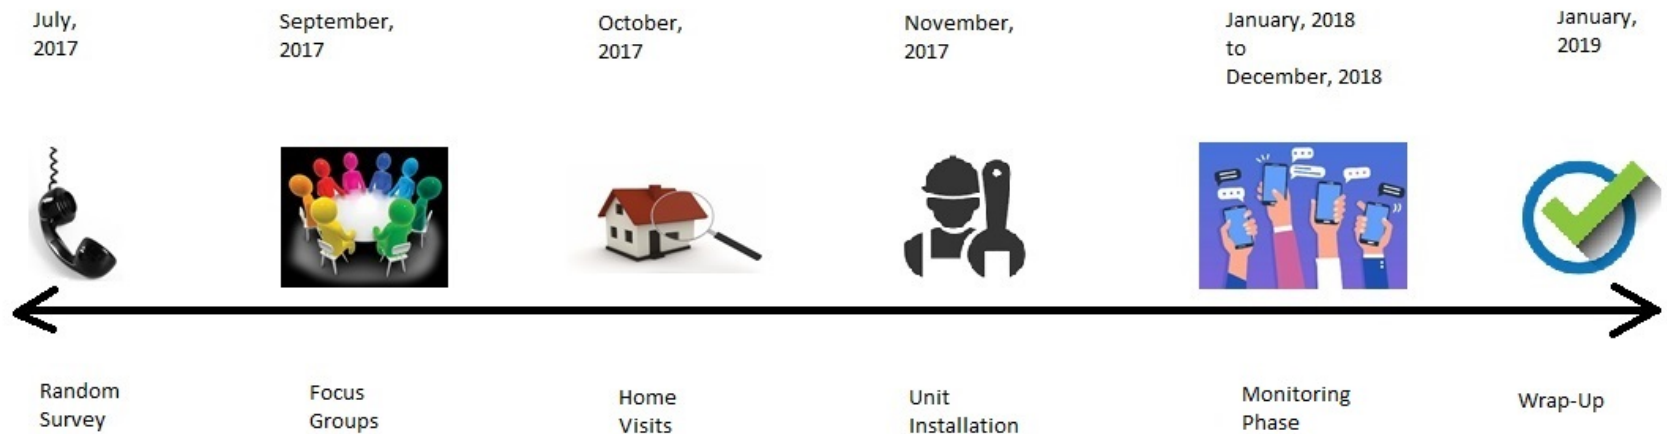 July,
2017
September,
2017
October,
2017
November,
2017
January, 2018
to
December, 2018
January,
2019
Random
Survey
Focus
Groups
Home
Visits
Unit
Installation
Monitoring
Phase
Wrap-Up